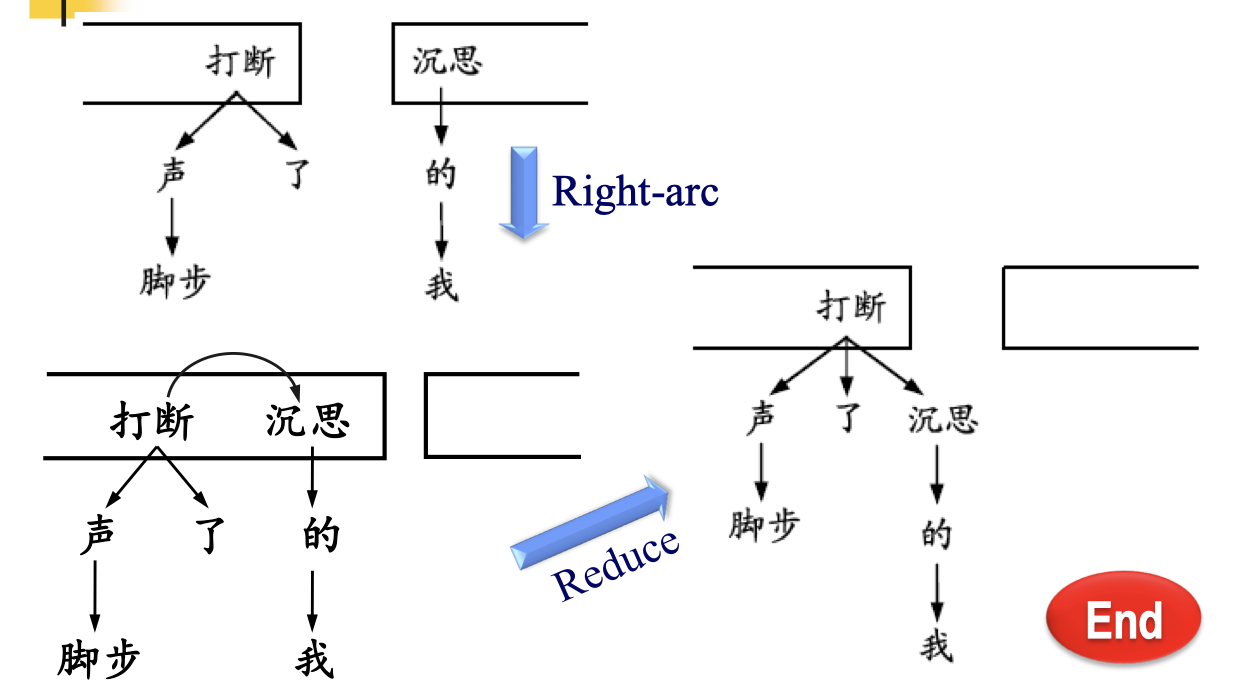 打断 沉思
声 了 的
Right-arc
脚步 我
打断 沉思
声 了 的
脚步 我
Reduce
打断
声 了 沉思
脚步 的
我
End